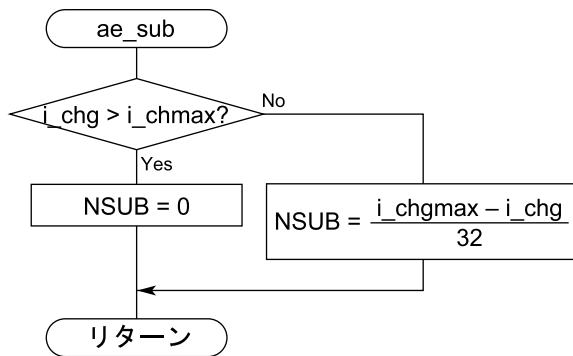 ae_sub
i_chg > i_chmax?
No
Yes
NSUB = 0
NSUB = i_chgmax – i_chg
32
リターン